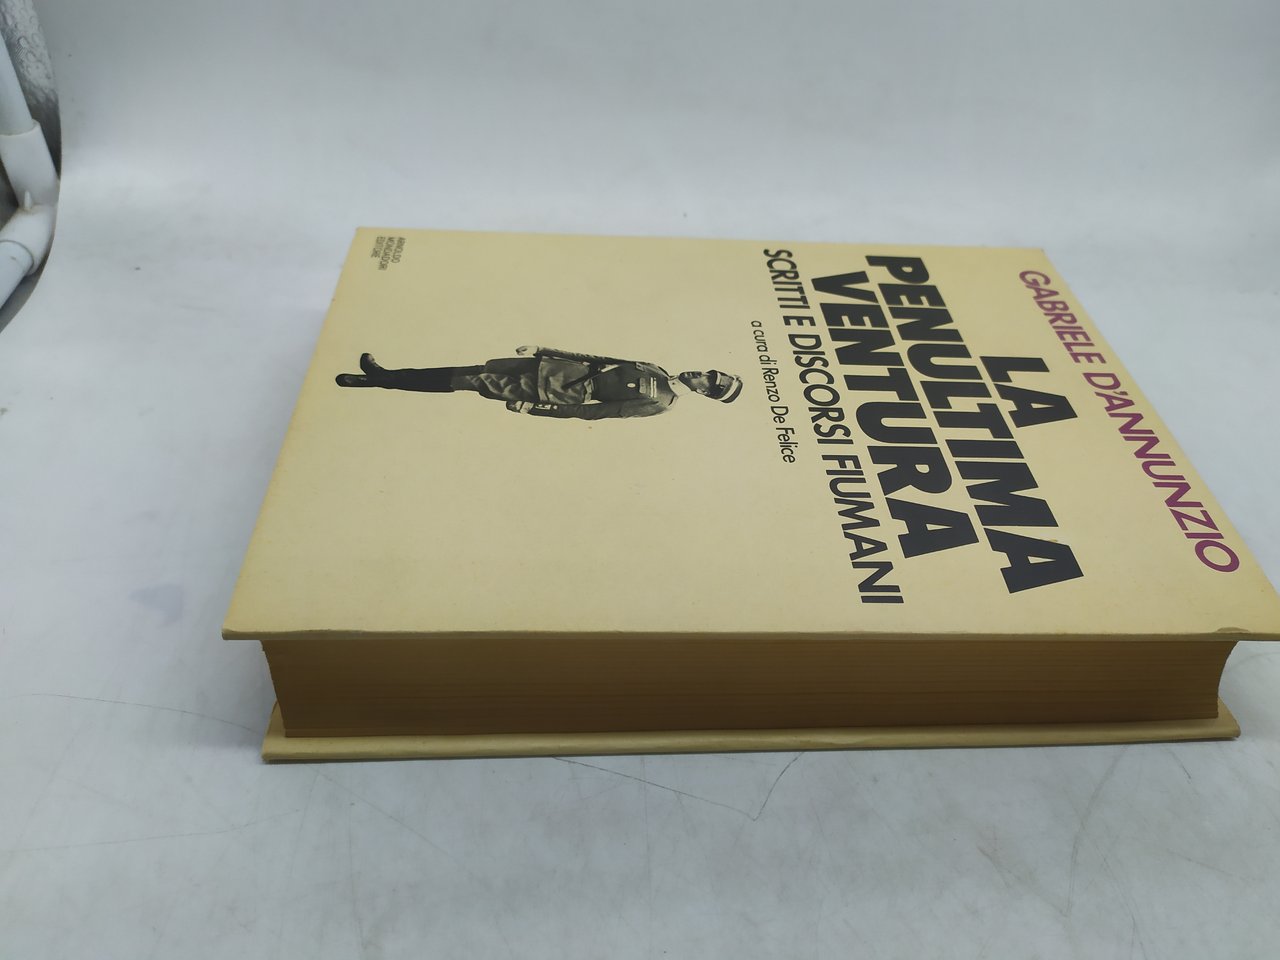 GABRIELE D'ANNUNZIO
LA
PENULTIMA
VENTURA
SCRITTI E DISCORSI FIUMANI
a cura di Renzo De Felice
ARNOLDO
MONDADORI
EDITORE